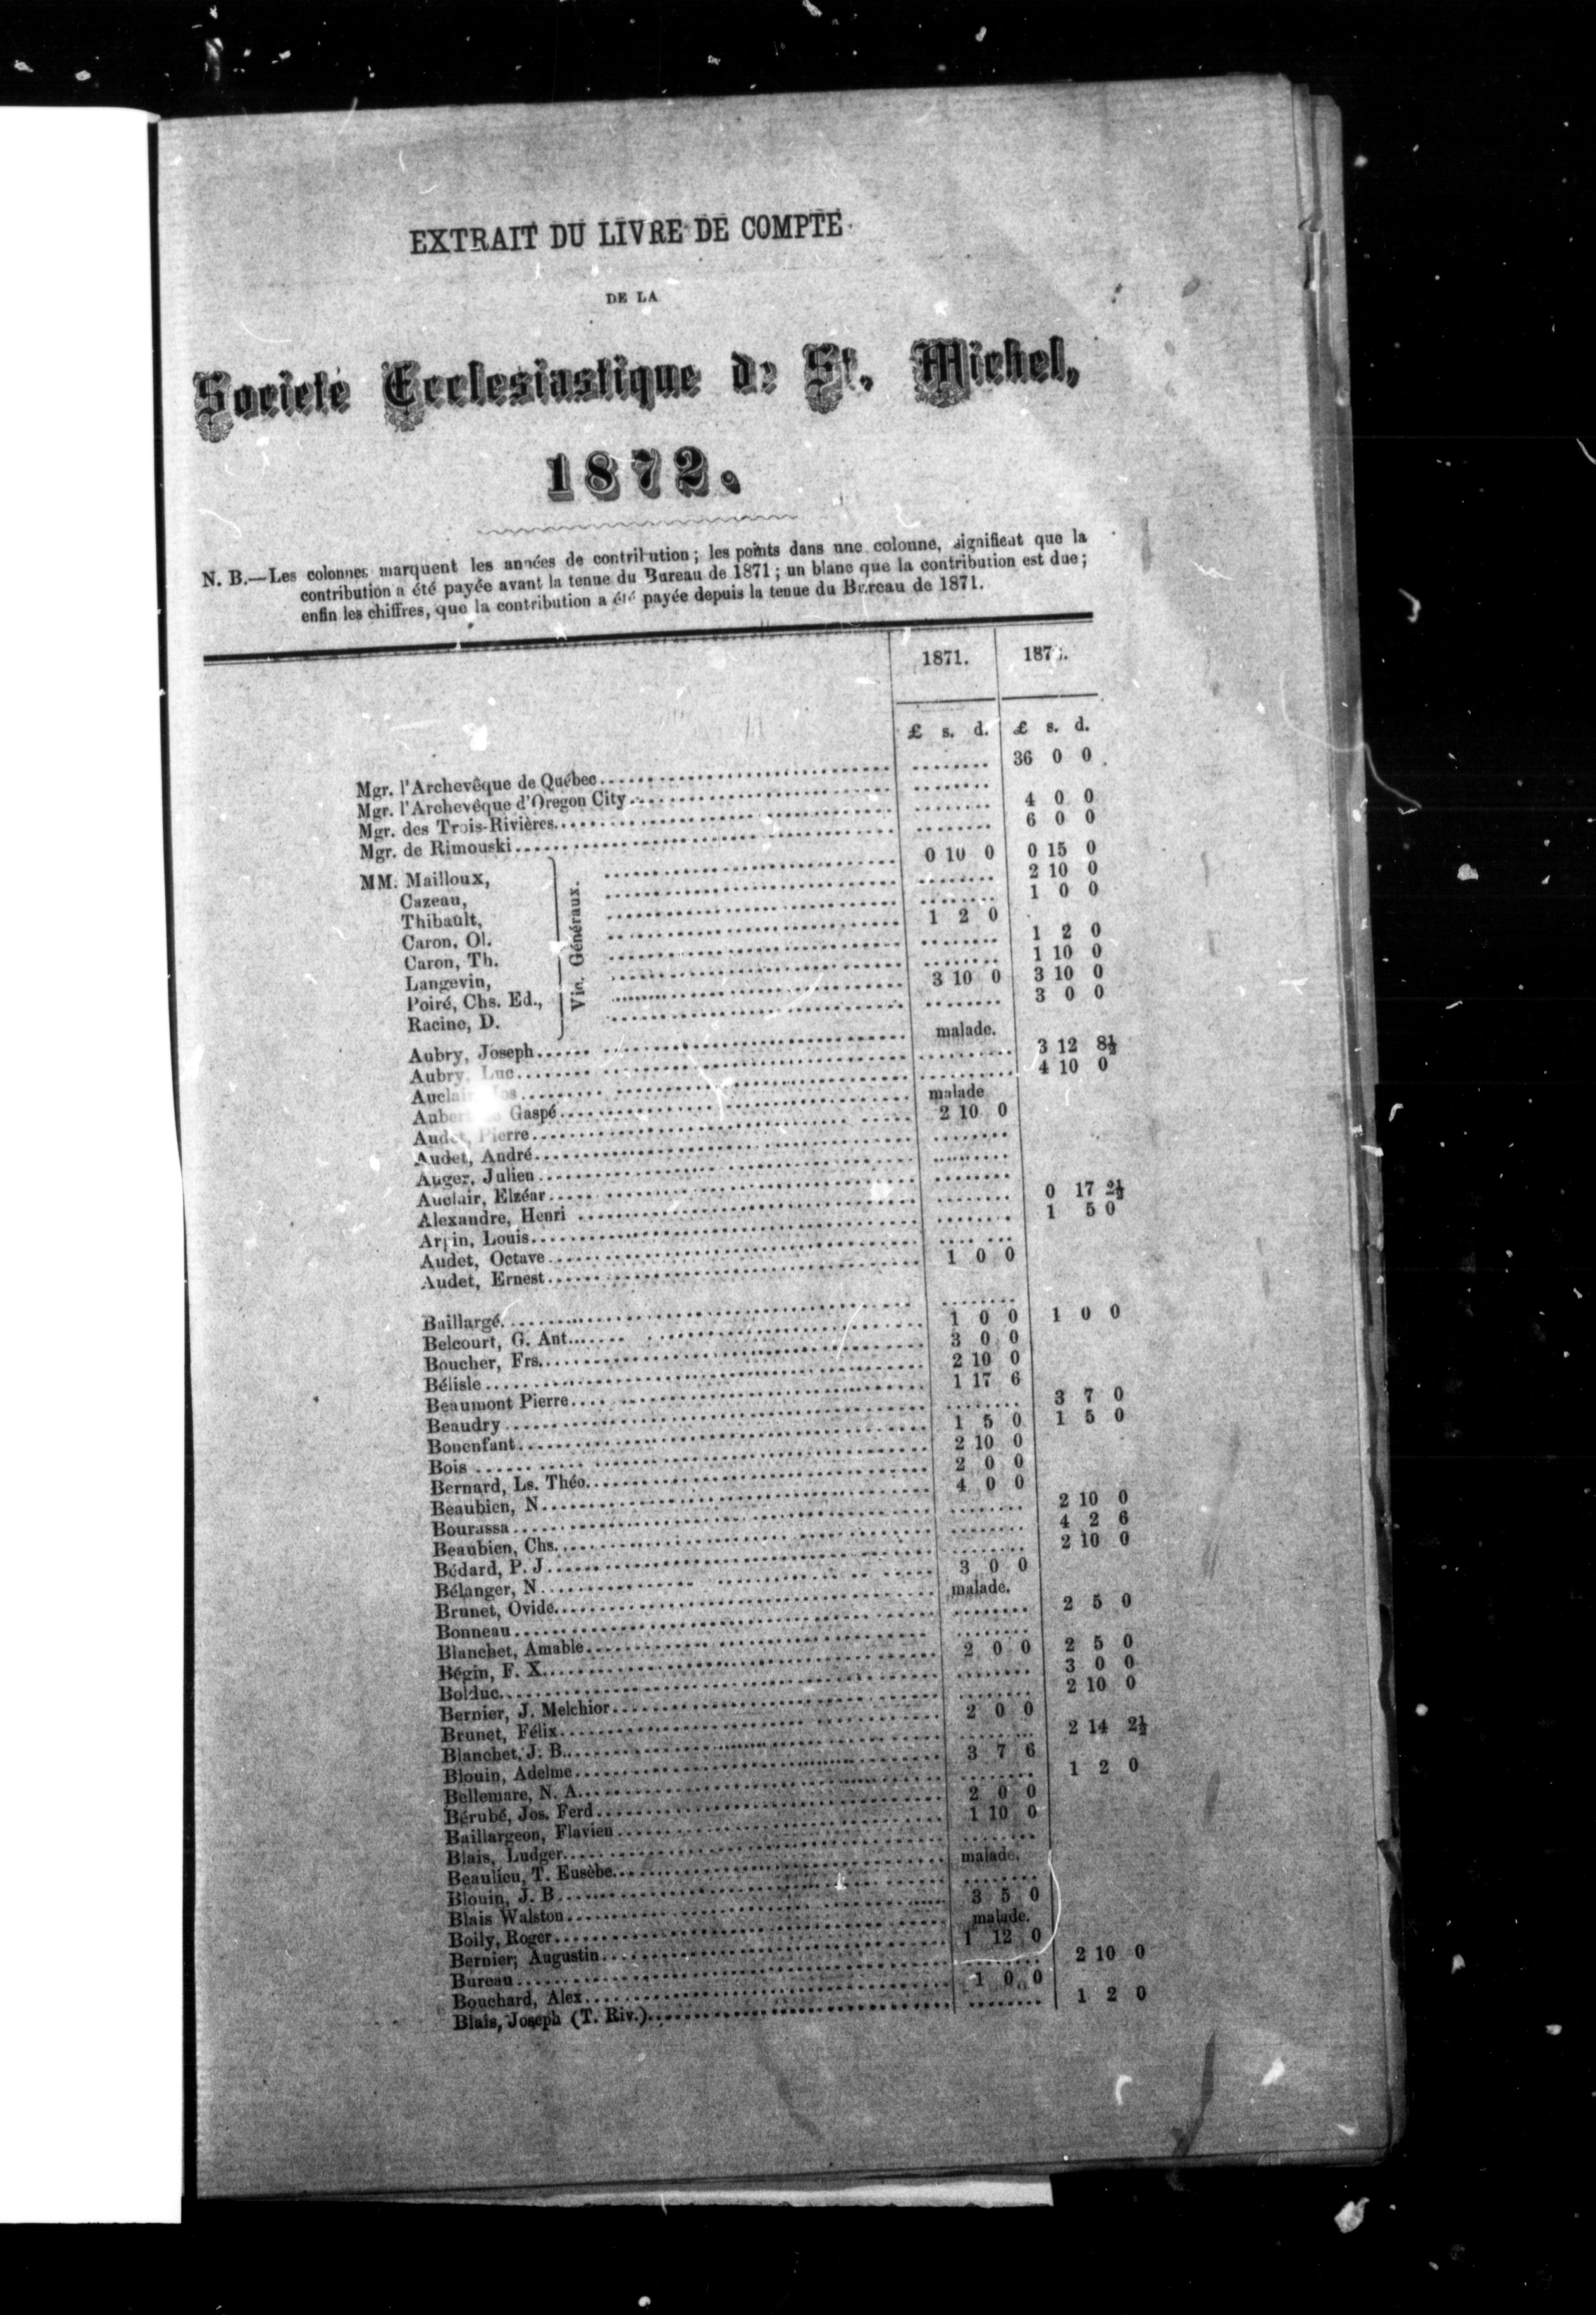 EXTRAIT DU LIVRE DE COMPTE
DE LA
Societé Ecclesiastique de St. Michel,
1872.
N. B.—Les colonnes marquent les années de contribution; les points dans une colonne, signifient que la
contribution a été payée avant la tenue du Bureau de 1871; un blanc que la contribution est due;
enfin les chiffres, que la contribution a été payée depuis la tenue du Bureau de 1871.
1871. 187
£ s. d. £ s. d.
Mgr. l'Archevêque de Québec........ ........ 36 0 0
Mgr. l'Archevêque d'Oregon City........ ........
Mgr. des Trois-Rivières........ ........ 4 0 0
Mgr. de Rimouski........ ........ 6 0 0
MM. Mailloux, ........ 0 10 0 0 15 0
Cazeau, ........ ........ 2 10 0
Thibault, ........ ........ 1 0 0
Caron, Ol. ........ 1 2 0
Caron, Th. ........ ........ 1 2 0
Langevin, ........ ........ 1 10 0
Poiré, Chs. Ed., ........ 3 10 0 3 10 0
Racine, D. ........ ........ 3 0 0
Vic. Généraux.
Aubry, Joseph........ malade.
Aubry, Luc........ ........ 3 12 8½
Auclair Jos........ ........ 4 10 0
Aubert Gaspé........ malade
Audet, Pierre........ 2 10 0
Audet, André........ ........
Auger, Julien........ ........
Auclair, Elzéar........ ........
Alexandre, Henri ........ ........ 0 17 2½
Arpin, Louis........ ........ 1 5 0
Audet, Octave........ .... ...
Audet, Ernest........ 1 0 0
Baillargé........ ........
Belcourt, G. Ant........ 1 0 0 1 0 0
Boucher, Frs........ 3 0 0
Bélisle........ 2 10 0
Beaumont Pierre........ 1 17 6
Beaudry........ ........ 3 7 0
Bonenfant........ 1 5 0 1 5 0
Bois ........ 2 10 0
Bernard, Ls. Théo........ 2 0 0
Beaubien, N........ 4 0 0
Bourassa........ ........ 2 10 0
Beaubien, Chs........ ........ 4 2 6
Bédard, P. J........ ........ 2 10 0
Bélanger, N........ 3 0 0
Brunet, Ovide........ malade.
Bonneau........ ........ 2 5 0
Blanchet, Amable........ ........
Bégin, F. X........ 2 0 0 2 5 0
Bolduc........ ........ 3 0 0
Bernier, J. Melchior........ ........ 2 10 0
Brunet, Félix........ 2 0 0
Blanchet, J. B........ ........ 2 14 2½
Blouin, Adelme........ 3 7 6
Bellemare, N. A........ ........ 1 2 0
Bérubé, Jos. Ferd........ 2 0 0
Baillargeon, Flavien........ 1 10 0
Blais, Ludger........ ........
Beaulieu, T. Eusèbe........ malade.
Blouin, J. B........ ........
Blais Walston........ 3 5 0
Boily, Roger........ malade.
Bernier, Augustin........ 1 12 0
Bureau........ ........ 2 10 0
Bouchard, Alex........ 1 0 0
Blais, Joseph (T. Riv.)........ ........ 1 2 0